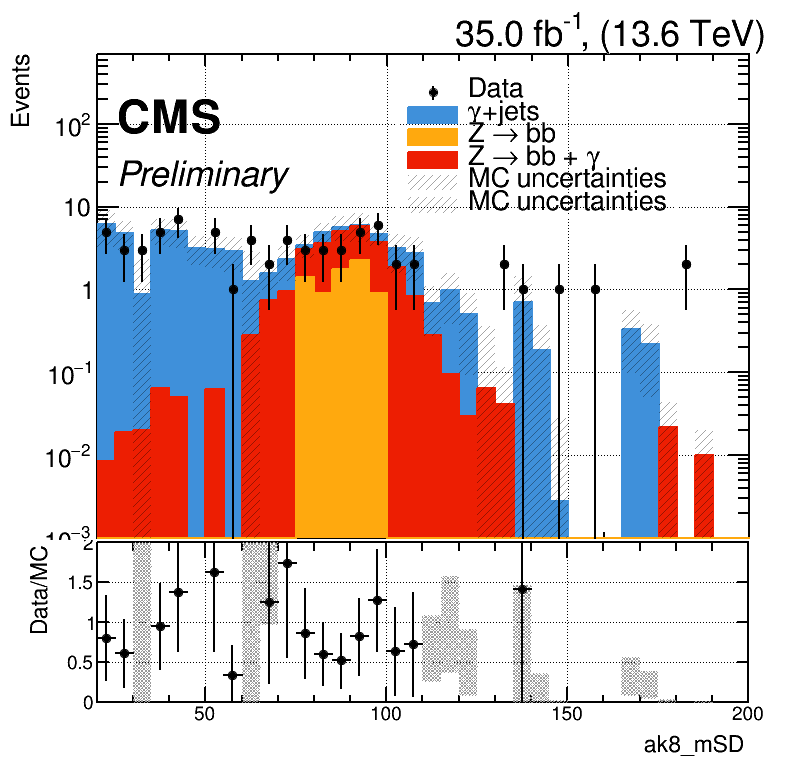 35.0 fb⁻¹, (13.6 TeV)
Events
CMS
Preliminary
Data
γ+jets
Z → bb
Z → bb + γ
MC uncertainties
MC uncertainties
10²
10
1
10⁻¹
10⁻²
10⁻³
Data/MC
2
1.5
1
0.5
0
50 100 150 200
ak8_mSD